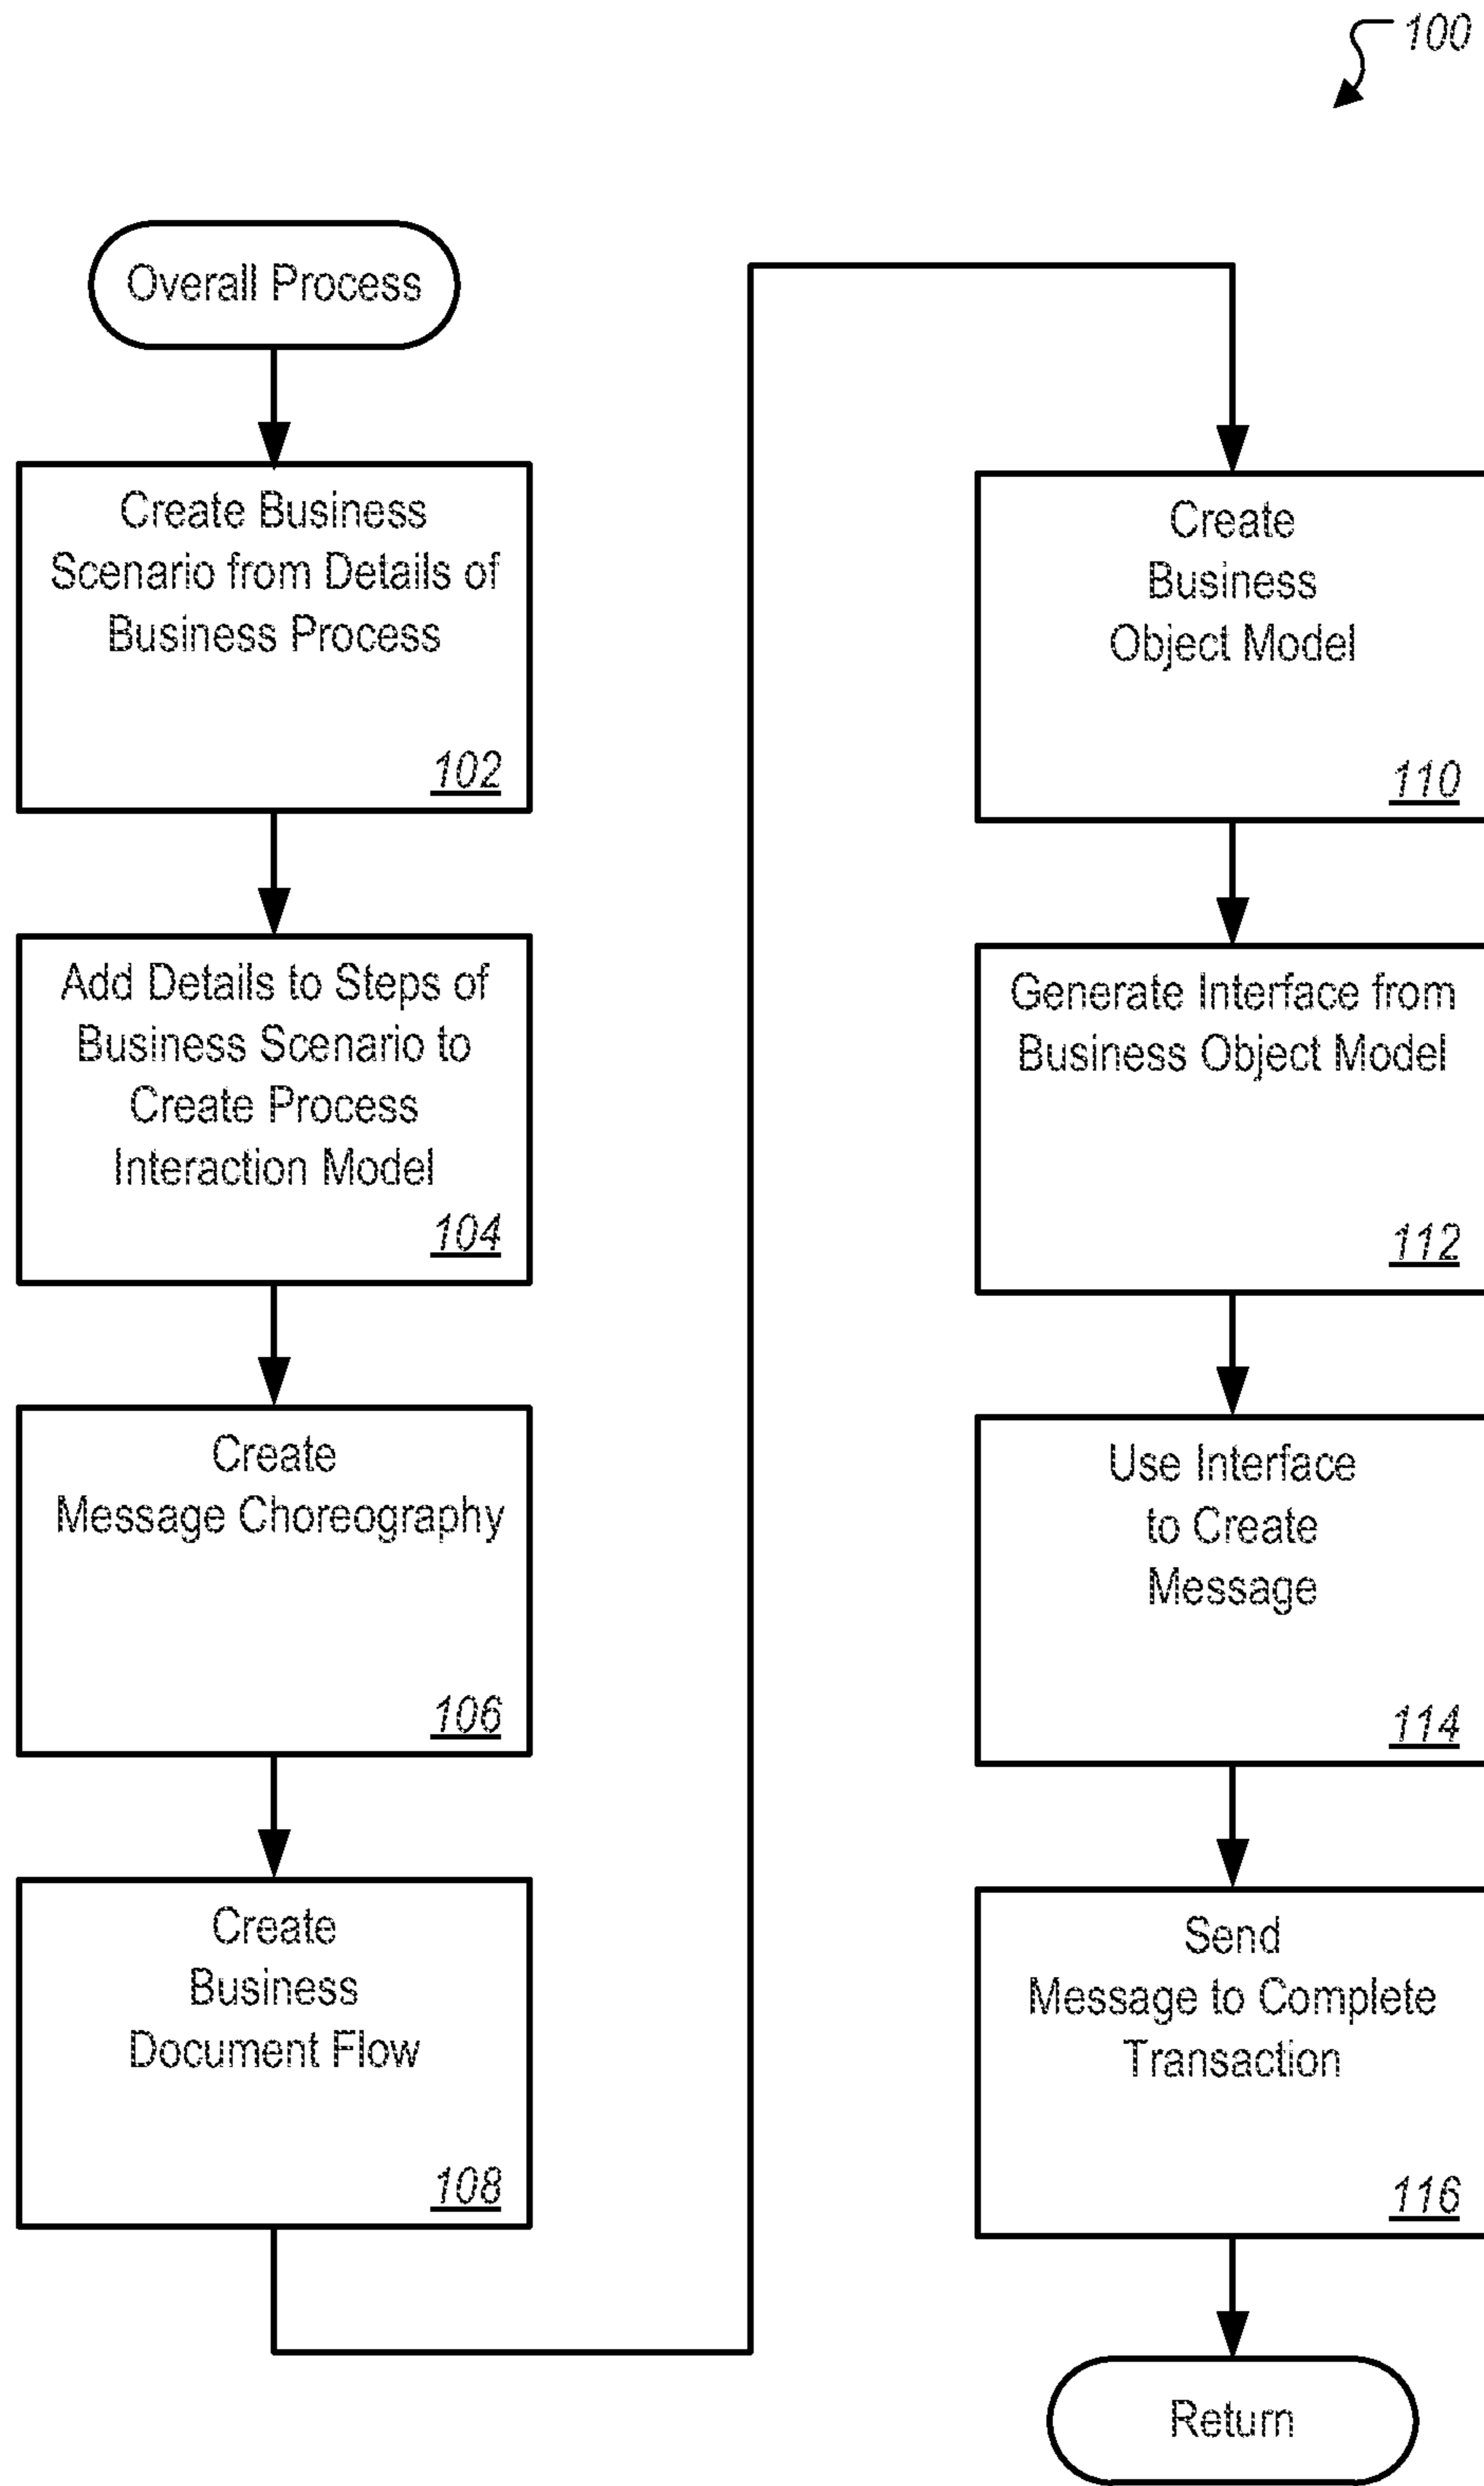 100
Overall Process
Create Business
Scenario from Details of
Business Process
102
Add Details to Steps of
Business Scenario to
Create Process
Interaction Model
104
Create
Message Choreography
106
Create
Business
Document Flow
108
Create
Business
Object Model
110
Generate Interface from
Business Object Model
112
Use Interface
to Create
Message
114
Send
Message to Complete
Transaction
116
Return